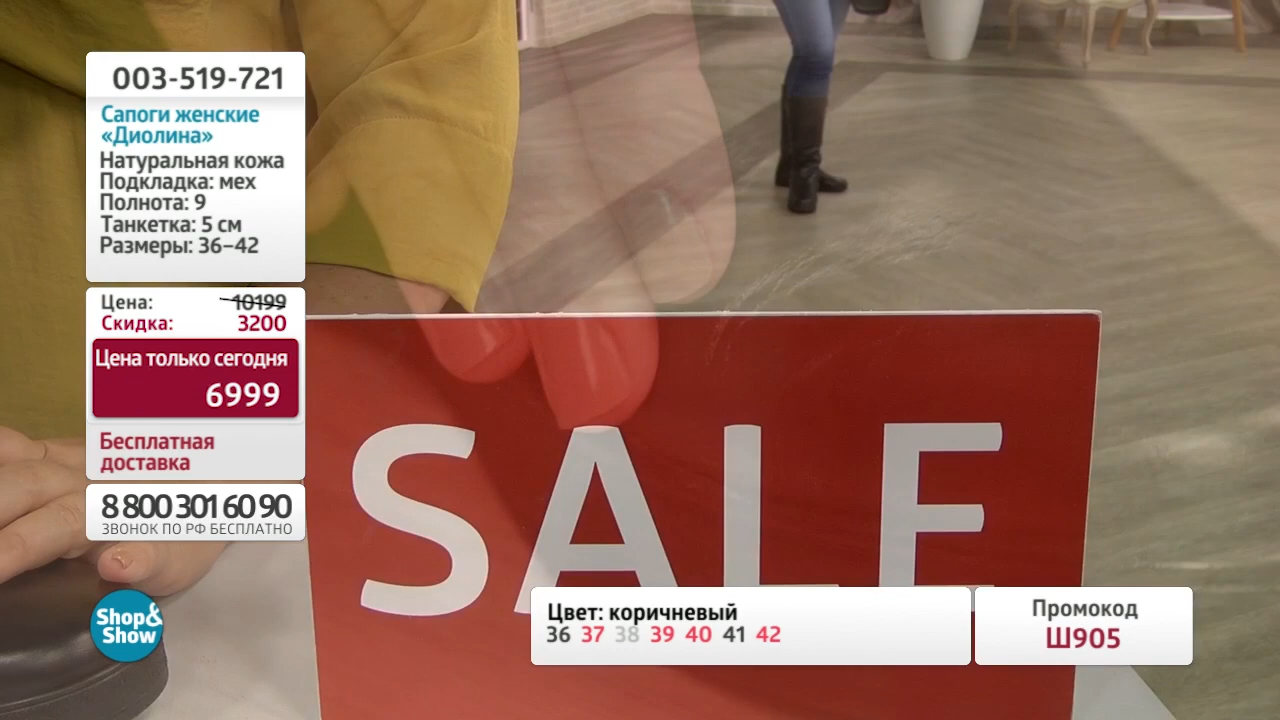 003-519-721
Сапоги женские
«Диолина»
Натуральная кожа
Подкладка: мех
Полнота: 9
Танкетка: 5 см
Размеры: 36–42
Цена: 10199
Скидка: 3200
Цена только сегодня
6999
Бесплатная
доставка
8 800 301 60 90
ЗВОНОК ПО РФ БЕСПЛАТНО
Shop&
Show
SALE
Цвет: коричневый
36 37 38 39 40 41 42
Промокод
Ш905